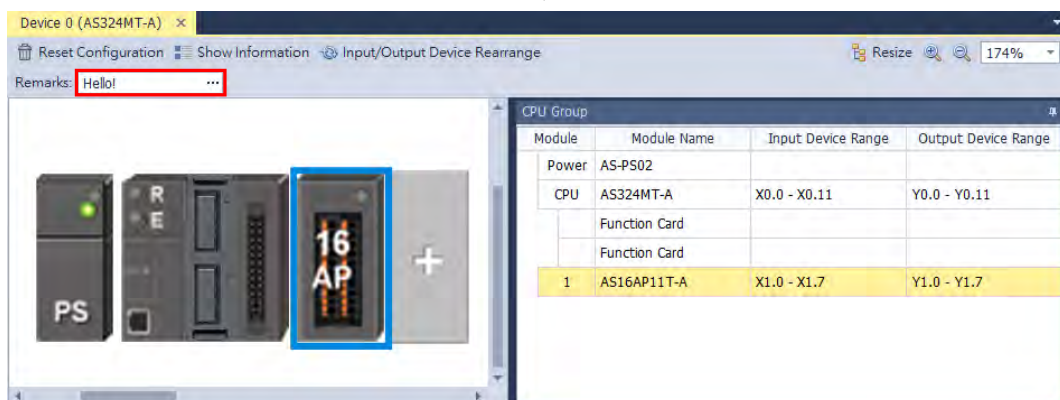 Device 0 (AS324MT-A) ×
Reset Configuration Show Information Input/Output Device Rearrange Resize 174%
Remarks: Hello! ...
CPU Group
Module Module Name Input Device Range Output Device Range
Power AS-PS02
CPU AS324MT-A X0.0 - X0.11 Y0.0 - Y0.11
Function Card
Function Card
1 AS16AP11T-A X1.0 - X1.7 Y1.0 - Y1.7
R
E
16
AP
+
PS